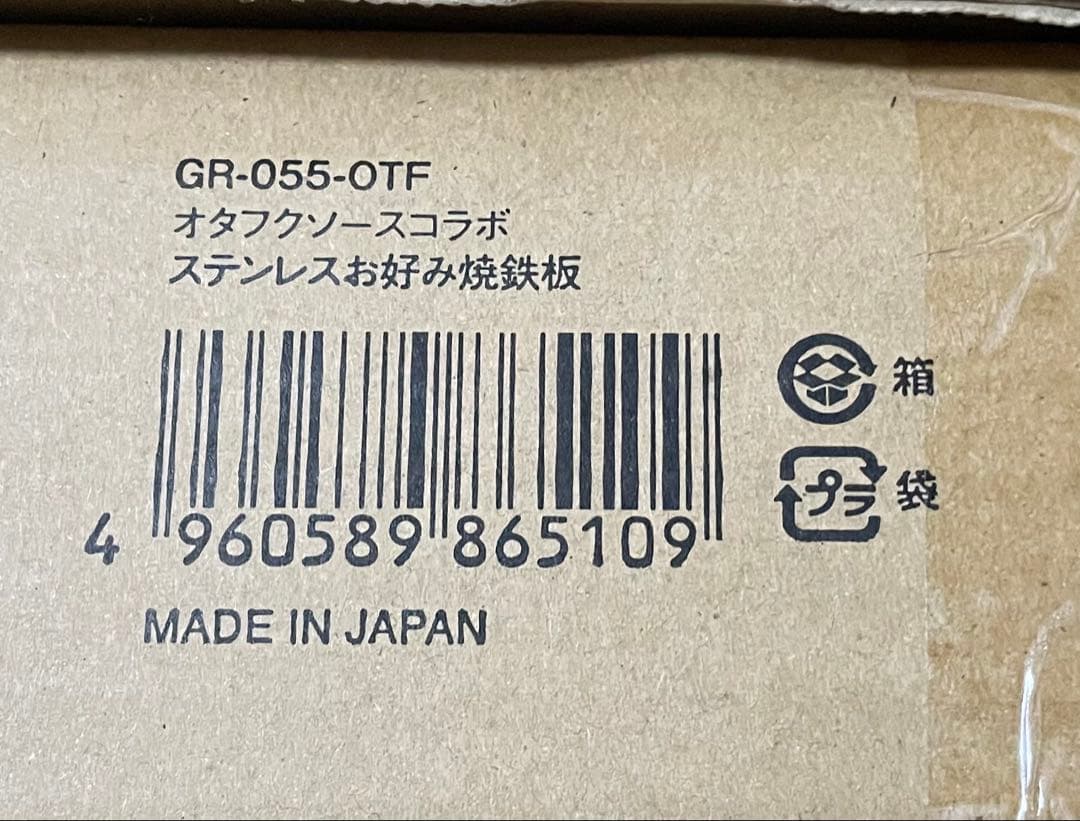 GR-055-OTF
オタフクソースコラボ
ステンレスお好み焼鉄板
箱
プラ 袋
4 960589 865109
MADE IN JAPAN